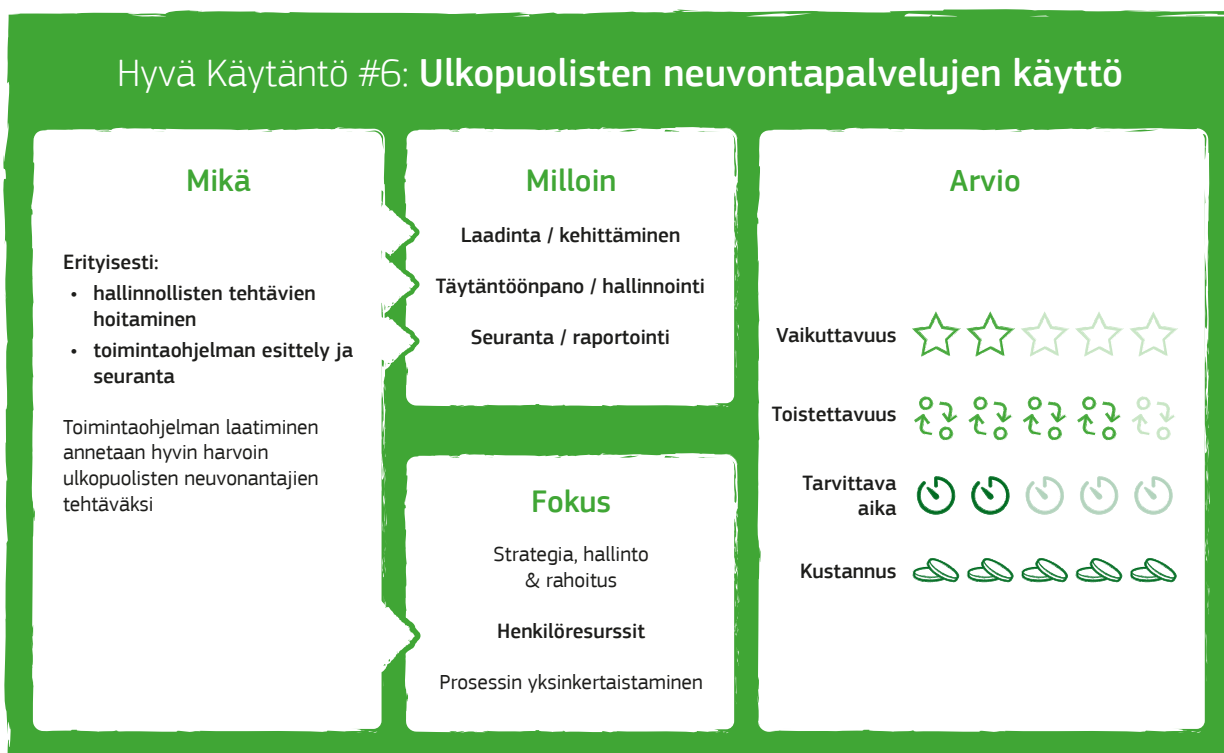 Hyvä Käytäntö #6: Ulkopuolisten neuvontapalvelujen käyttö
Mikä
Erityisesti:
• hallinnollisten tehtävien
hoitaminen
• toimintaohjelman esittely ja
seuranta
Toimintaohjelman laatiminen
annetaan hyvin harvoin
ulkopuolisten neuvonantajien
tehtäväksi
Milloin
Laadinta / kehittäminen
Täytäntöönpano / hallinnointi
Seuranta / raportointi
Fokus
Strategia, hallinto
& rahoitus
Henkilöresurssit
Prosessin yksinkertaistaminen
Arvio
Vaikuttavuus
Toistettavuus
Tarvittava
aika
Kustannus